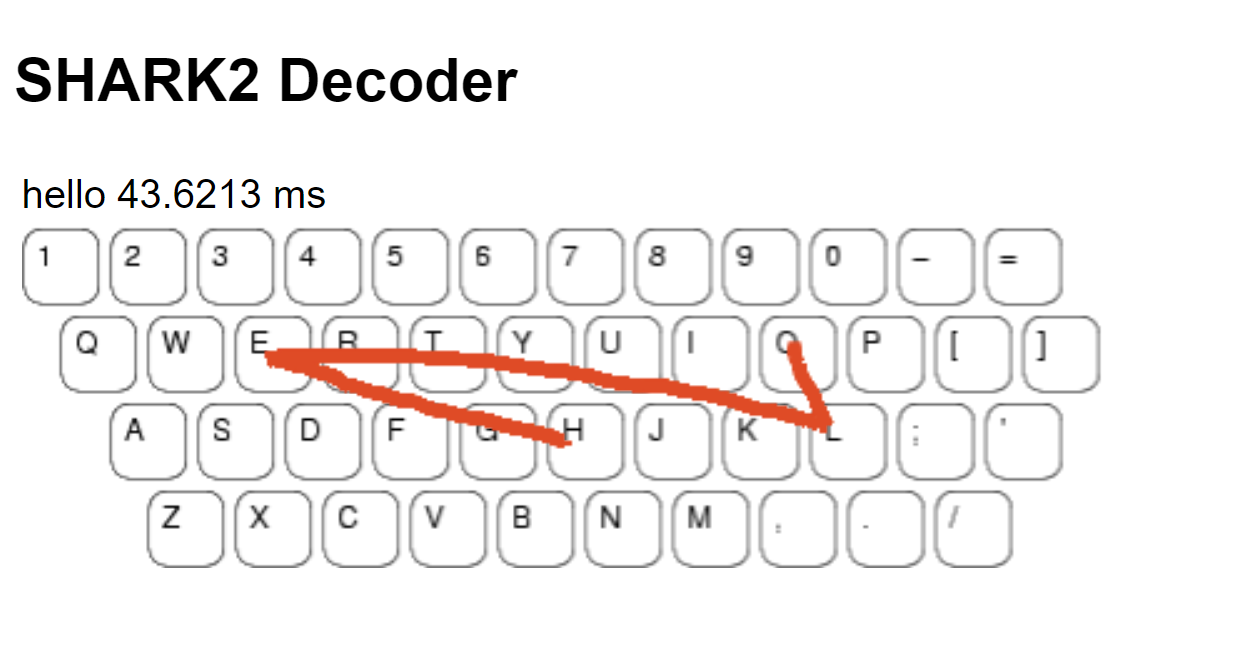 SHARK2 Decoder
hello 43.6213 ms
1 2 3 4 5 6 7 8 9 0 – =
Q W E R T Y U I O P [ ]
A S D F G H J K L ; '
Z X C V B N M , . /